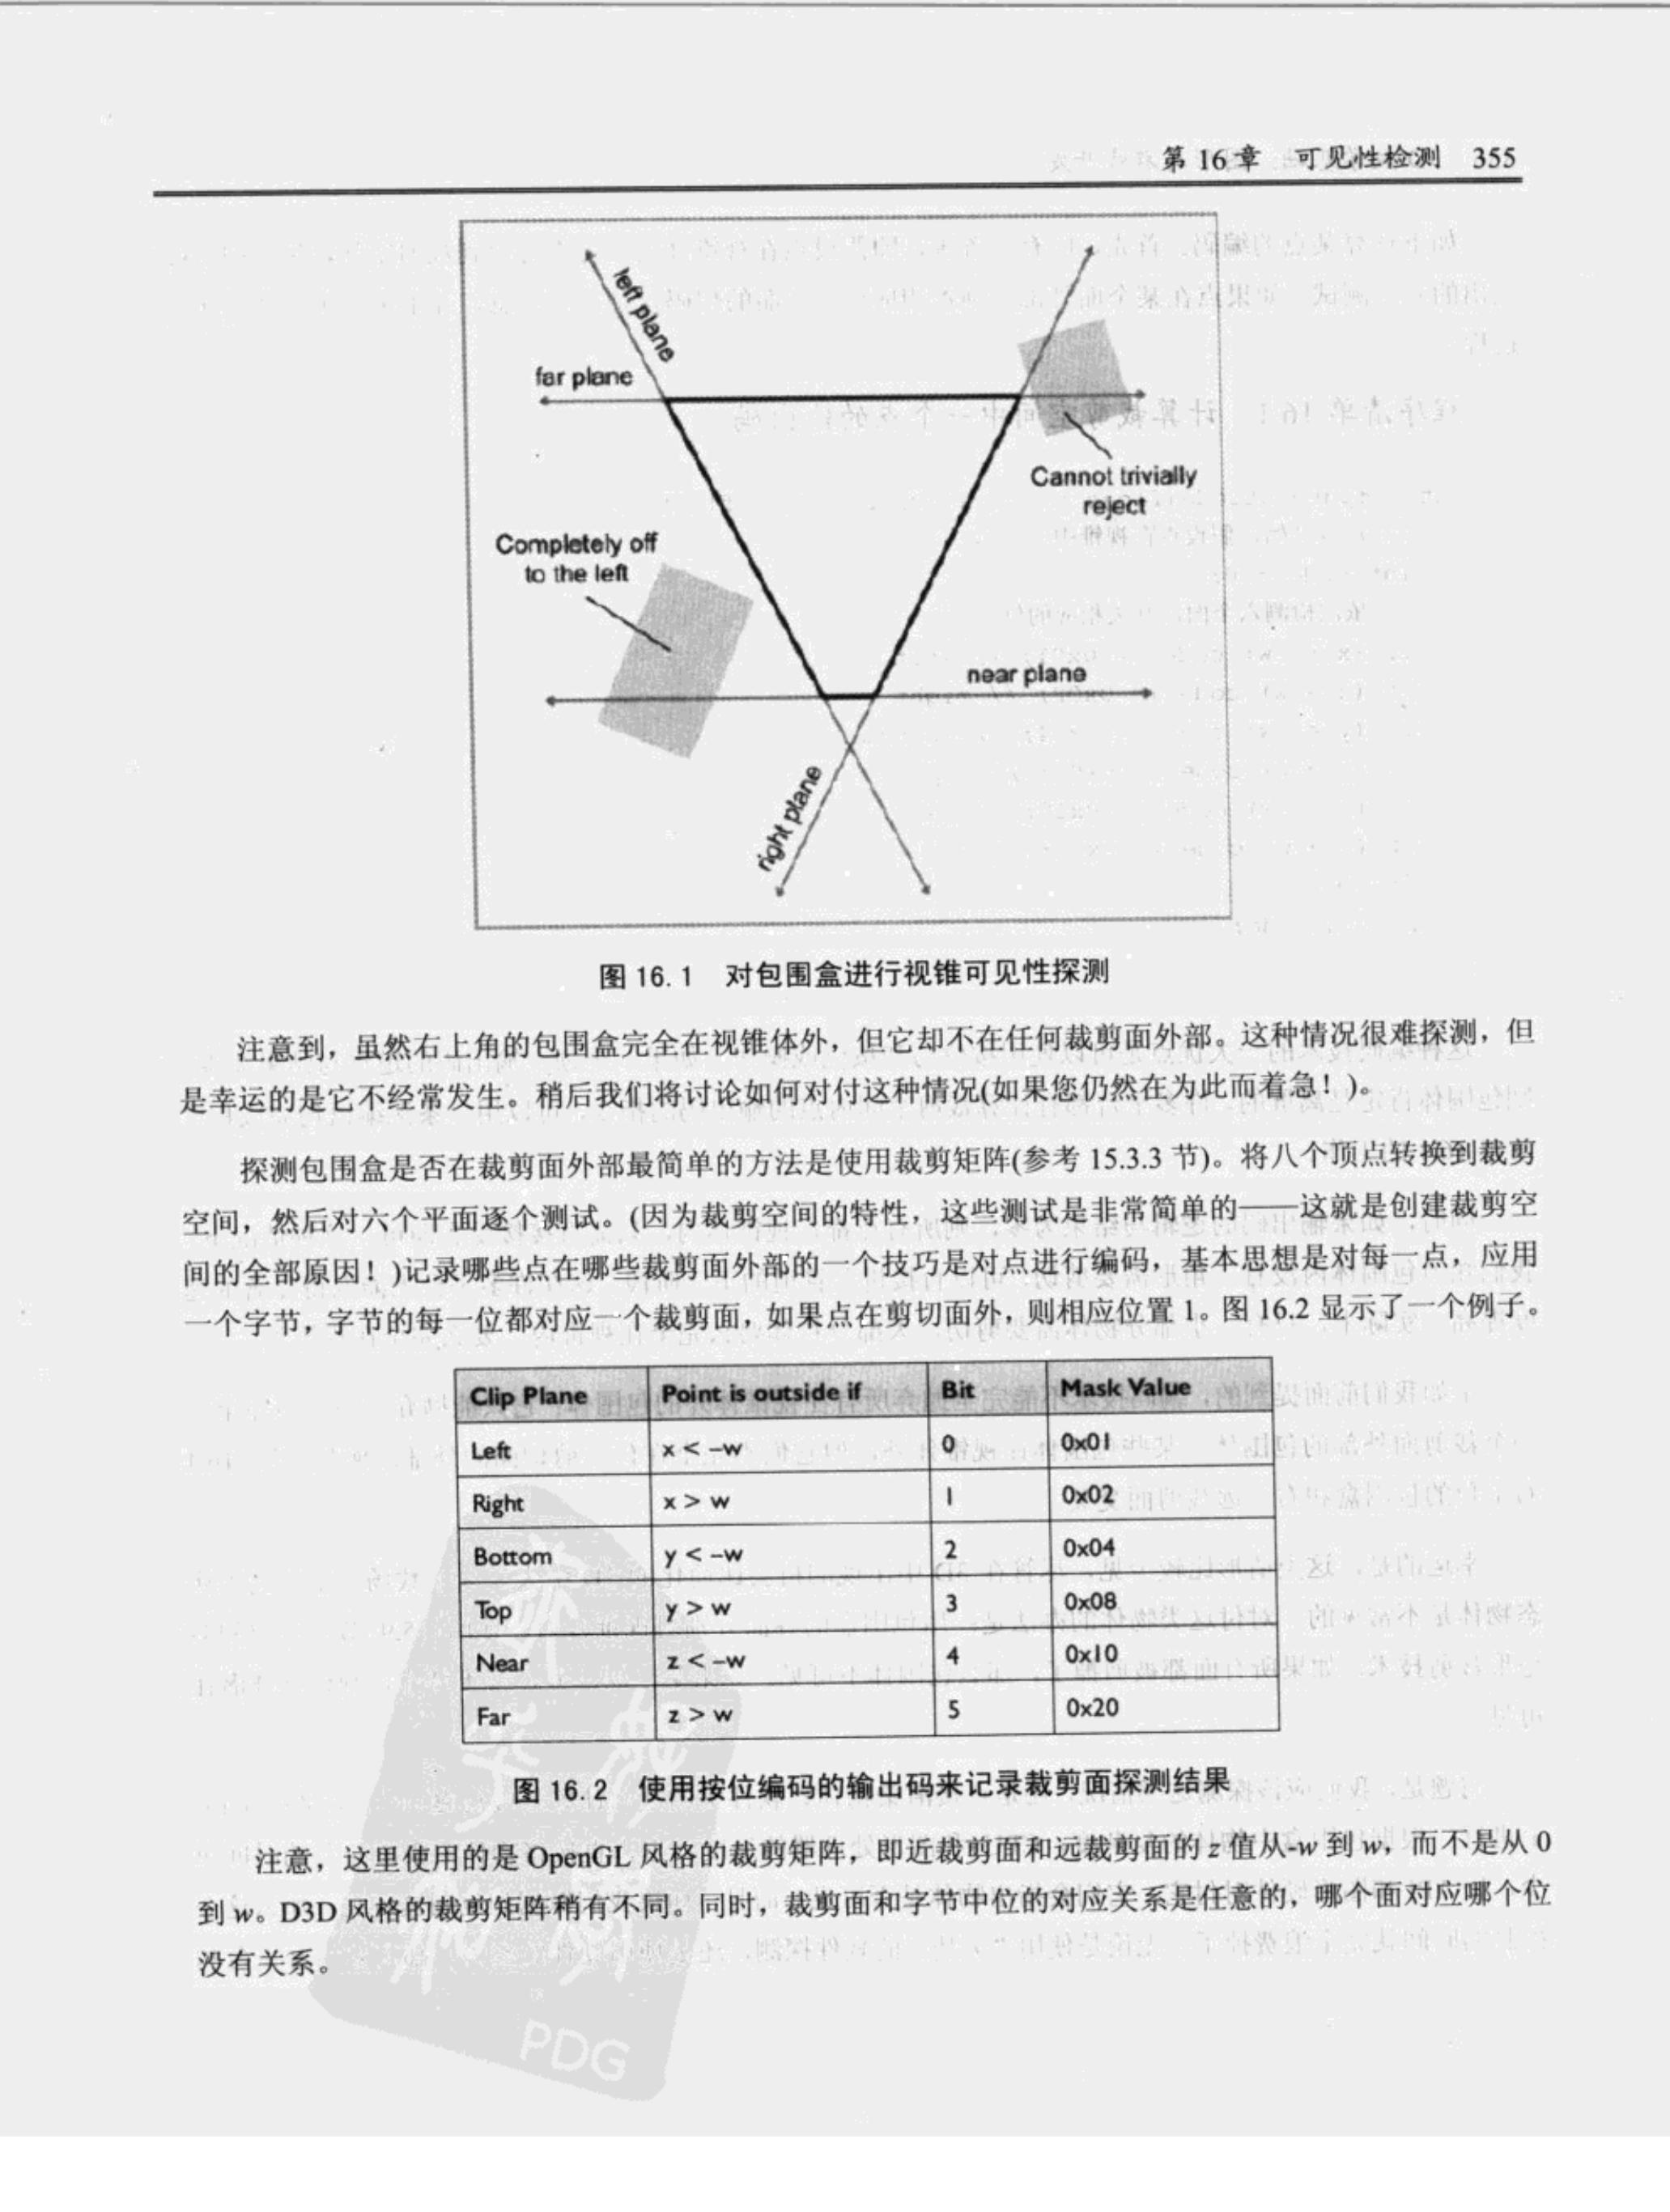 第 16 章 可见性检测 355
left plane
far plane
Cannot trivially
reject
Completely off
to the left
near plane
right plane
图 16.1 对包围盒进行视锥可见性探测
注意到，虽然右上角的包围盒完全在视锥体外，但它却不在任何裁剪面外部。这种情况很难探测，但
是幸运的是它不经常发生。稍后我们将讨论如何对付这种情况(如果您仍然在为此而着急！)。
探测包围盒是否在裁剪面外部最简单的方法是使用裁剪矩阵(参考 15.3.3 节)。将八个顶点转换到裁剪
空间，然后对六个平面逐个测试。(因为裁剪空间的特性，这些测试是非常简单的——这就是创建裁剪空
间的全部原因！)记录哪些点在哪些裁剪面外部的一个技巧是对点进行编码，基本思想是对每一点，应用
一个字节，字节的每一位都对应一个裁剪面，如果点在剪切面外，则相应位置 1。图 16.2 显示了一个例子。
Clip Plane Point is outside if Bit Mask Value
Left x < -w 0 0x01
Right x > w 1 0x02
Bottom y < -w 2 0x04
Top y > w 3 0x08
Near z < -w 4 0x10
Far z > w 5 0x20
图 16.2 使用按位编码的输出码来记录裁剪面探测结果
注意，这里使用的是 OpenGL 风格的裁剪矩阵，即近裁剪面和远裁剪面的 z 值从-w 到 w，而不是从 0
到 w。D3D 风格的裁剪矩阵稍有不同。同时，裁剪面和字节中位的对应关系是任意的，哪个面对应哪个位
没有关系。
PDG